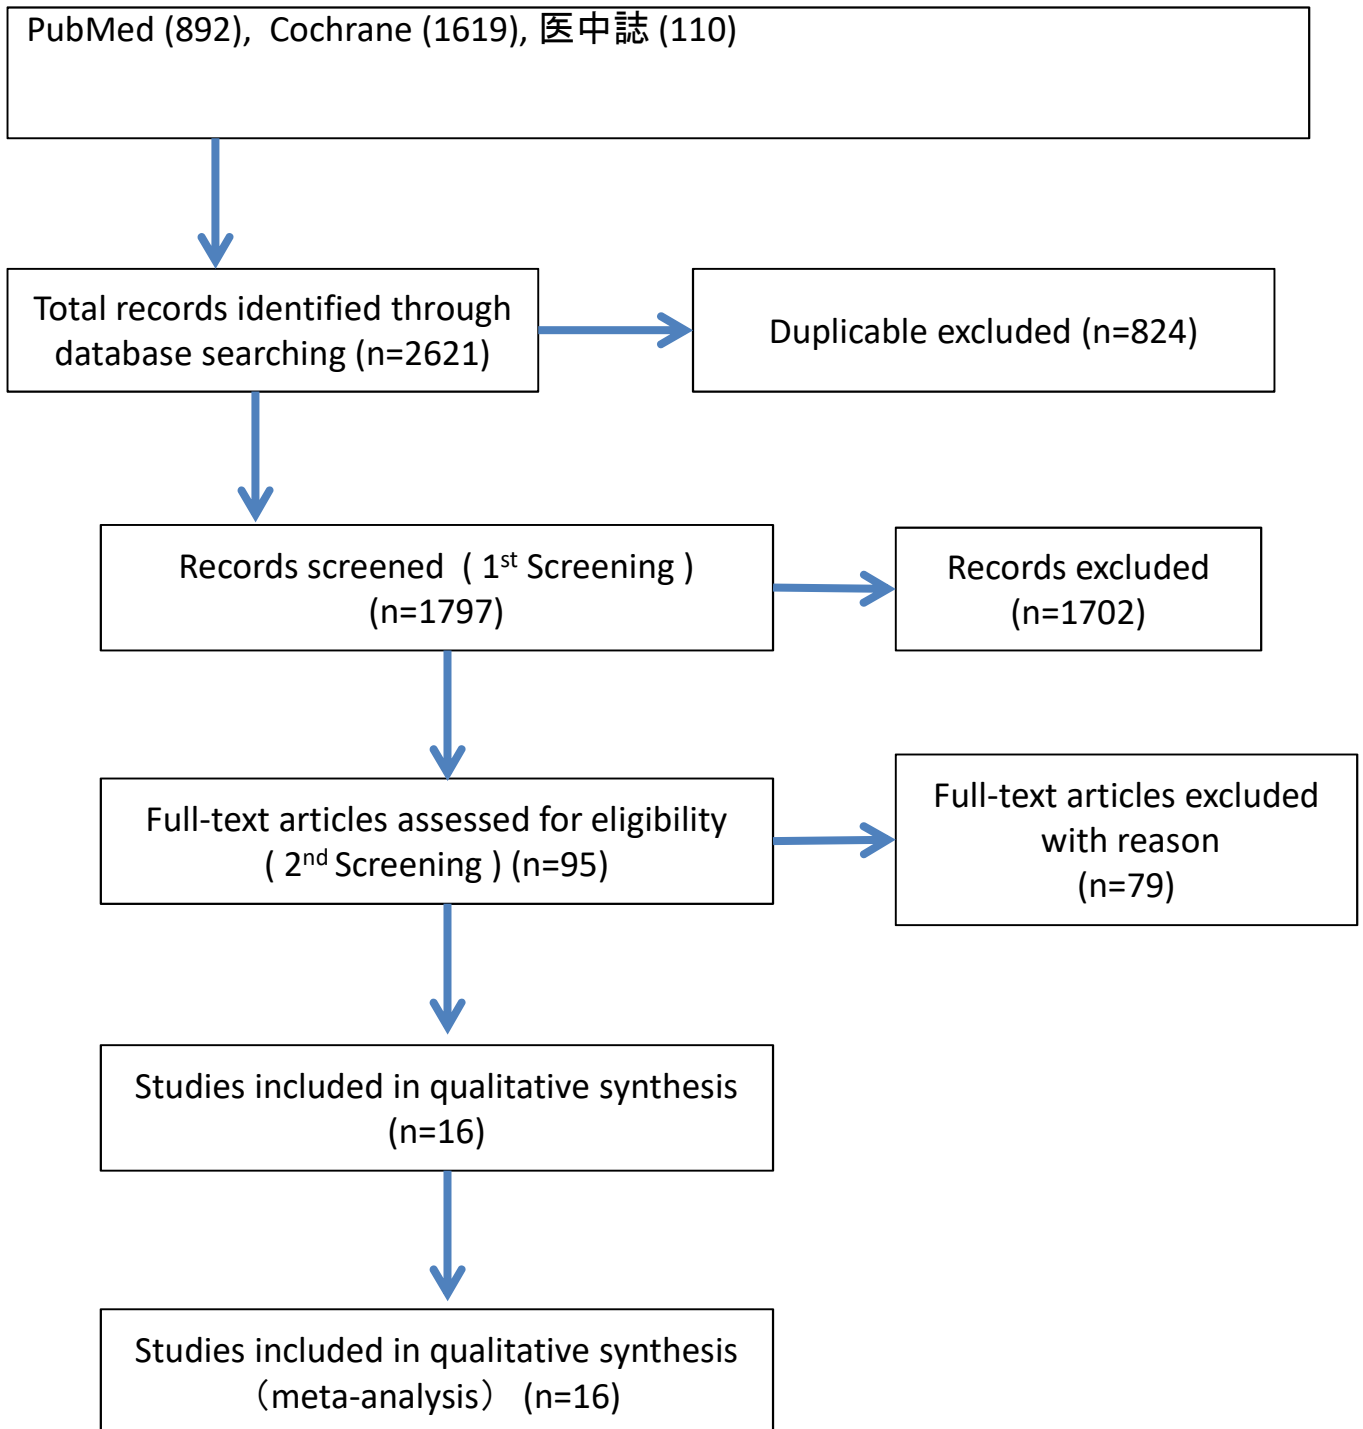 PubMed (892),  Cochrane (1619), 医中誌 (110)
Total records identified through
database searching (n=2621)
Duplicable excluded (n=824)
Records screened  ( 1st Screening )
(n=1797)
Records excluded
(n=1702)
Full-text articles assessed for eligibility
( 2nd Screening ) (n=95)
Full-text articles excluded
with reason
(n=79)
Studies included in qualitative synthesis
(n=16)
Studies included in qualitative synthesis
（meta-analysis） (n=16)